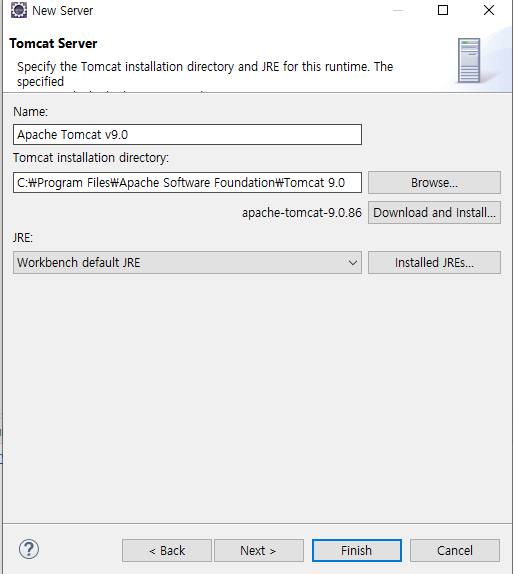 New Server
Tomcat Server
Specify the Tomcat installation directory and JRE for this runtime. The
specified
Name:
Apache Tomcat v9.0
Tomcat installation directory:
C:₩Program Files₩Apache Software Foundation₩Tomcat 9.0
Browse...
apache-tomcat-9.0.86
Download and Install...
JRE:
Workbench default JRE
Installed JREs...
?
< Back
Next >
Finish
Cancel